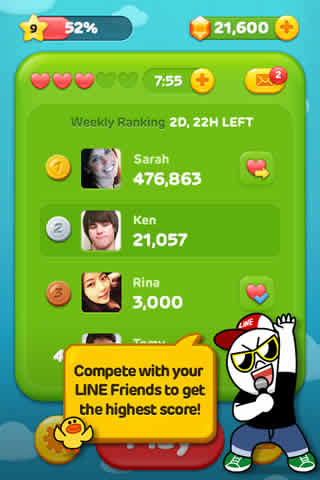 9 52% 21,600
7:55 2
Weekly Ranking 2D, 22H LEFT
1 Sarah
476,863
2 Ken
21,057
3 Rina
3,000
4 Tomy
LINE
Compete with your
LINE Friends to get
the highest score!
Play